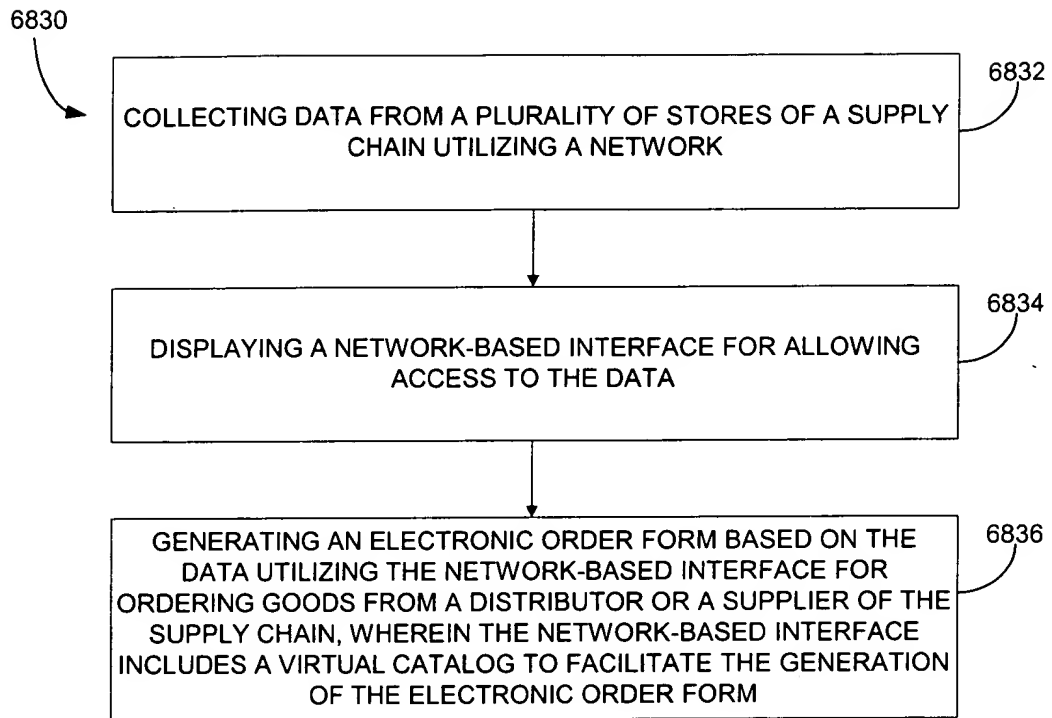 6830
6832
COLLECTING DATA FROM A PLURALITY OF STORES OF A SUPPLY
CHAIN UTILIZING A NETWORK
6834
DISPLAYING A NETWORK-BASED INTERFACE FOR ALLOWING
ACCESS TO THE DATA
6836
GENERATING AN ELECTRONIC ORDER FORM BASED ON THE
DATA UTILIZING THE NETWORK-BASED INTERFACE FOR
ORDERING GOODS FROM A DISTRIBUTOR OR A SUPPLIER OF THE
SUPPLY CHAIN, WHEREIN THE NETWORK-BASED INTERFACE
INCLUDES A VIRTUAL CATALOG TO FACILITATE THE GENERATION
OF THE ELECTRONIC ORDER FORM